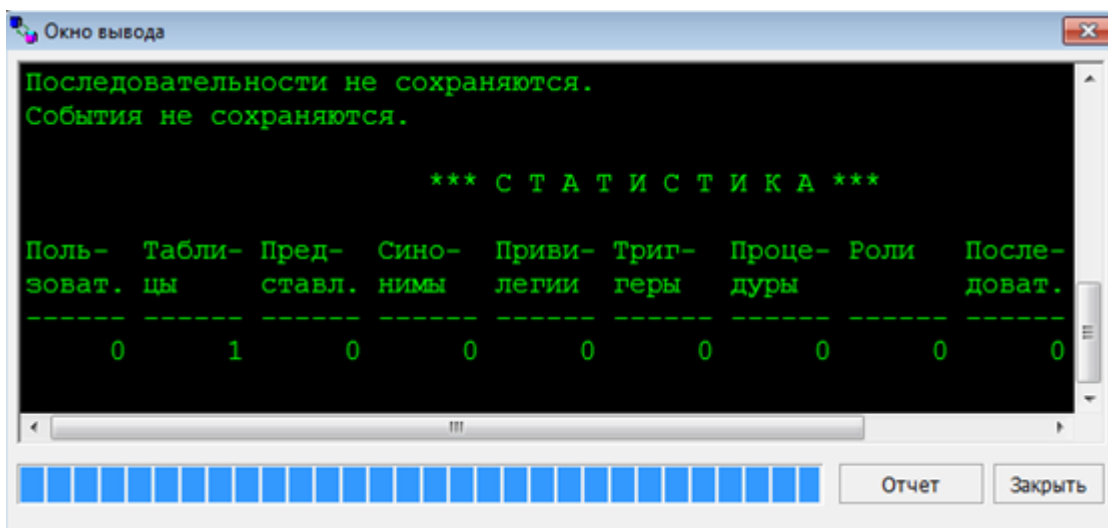 Окно вывода
Последовательности не сохраняются.
События не сохраняются.
*** С Т А Т И С Т И К А ***
Поль- Табли- Пред- Сино- Приви- Триг- Проце- Роли После-
зоват. цы ставл. нимы легии геры дуры доват.
------ ------ ------ ------ ------ ------ ------ ------ ------
0 1 0 0 0 0 0 0 0
Отчет Закрыть